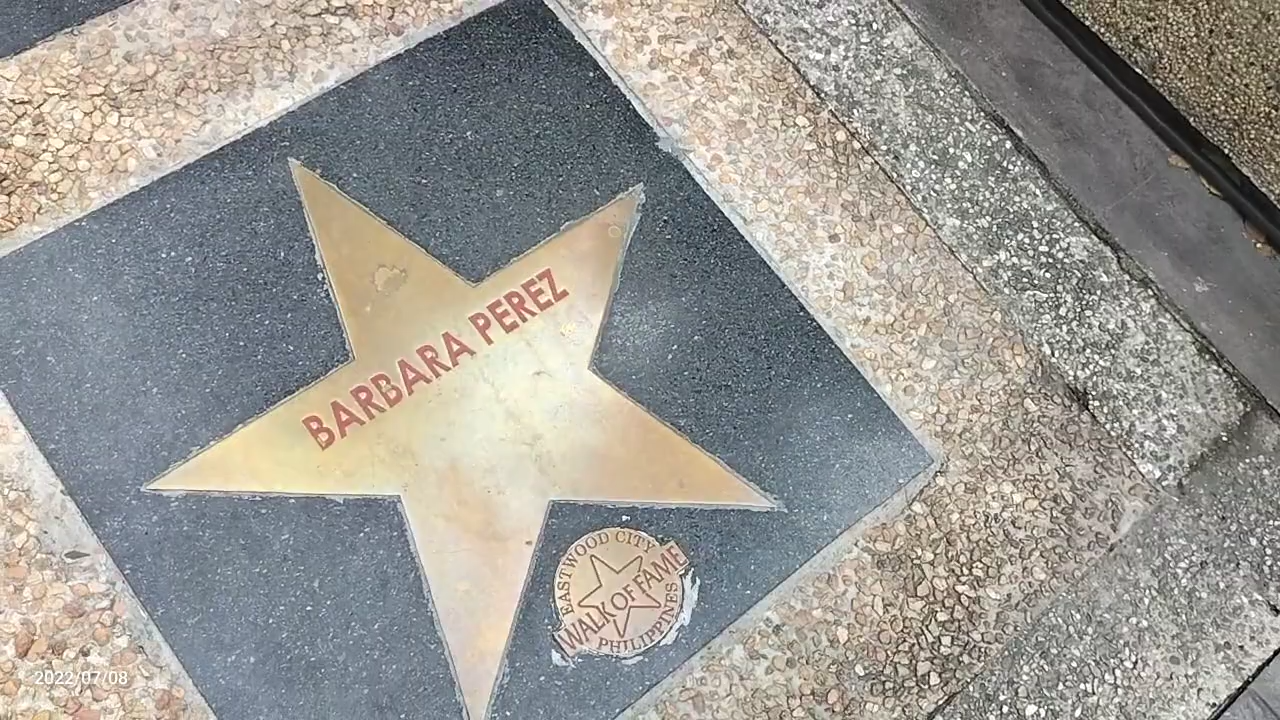 BARBARA PEREZ
EASTWOOD CITY
WALK OF FAME
PHILIPPINES
2022/07/08